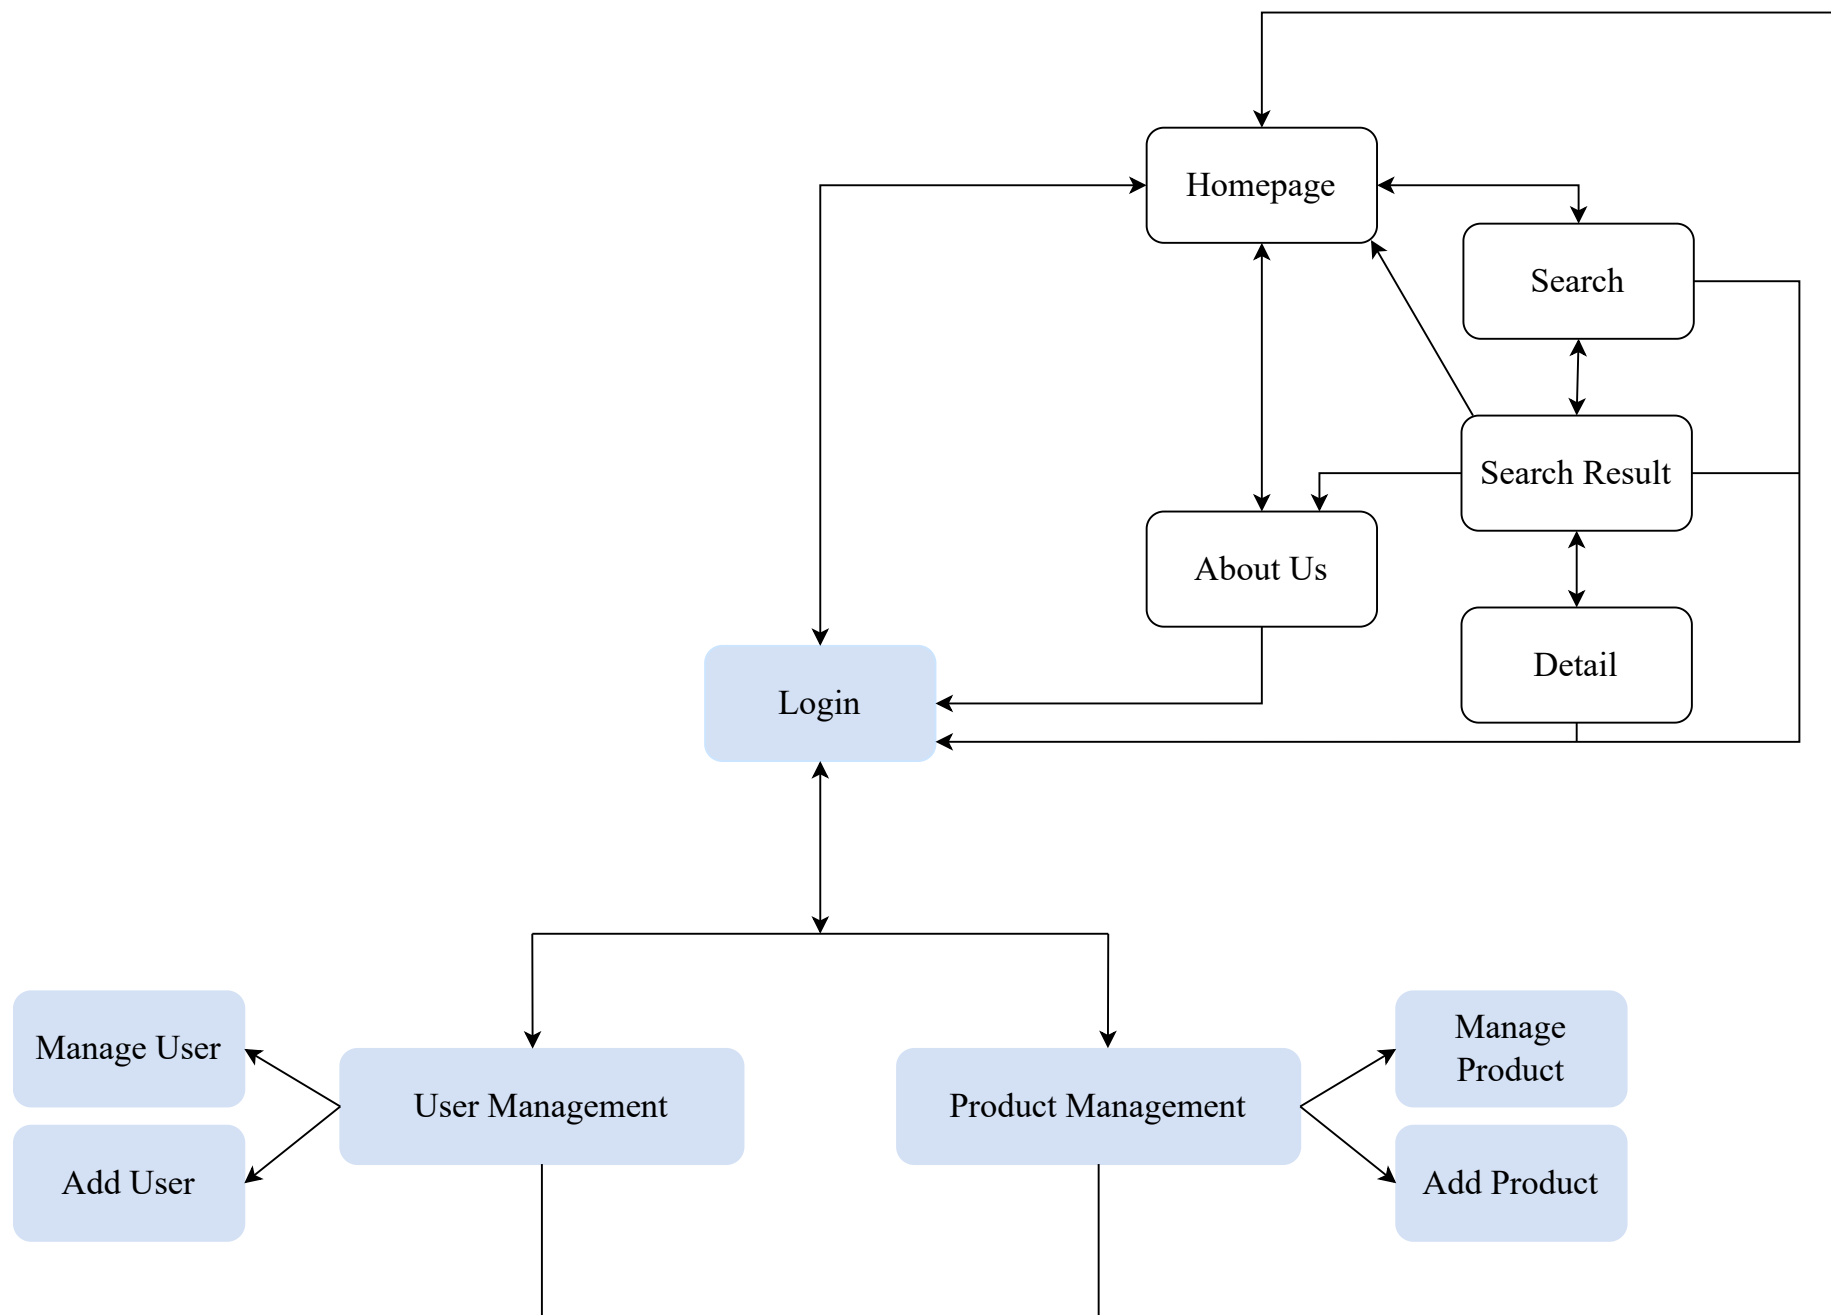 Homepage
Search
Search Result
About Us
Detail
Login
Manage User
Manage
Product
User Management
Product Management
Add User
Add Product